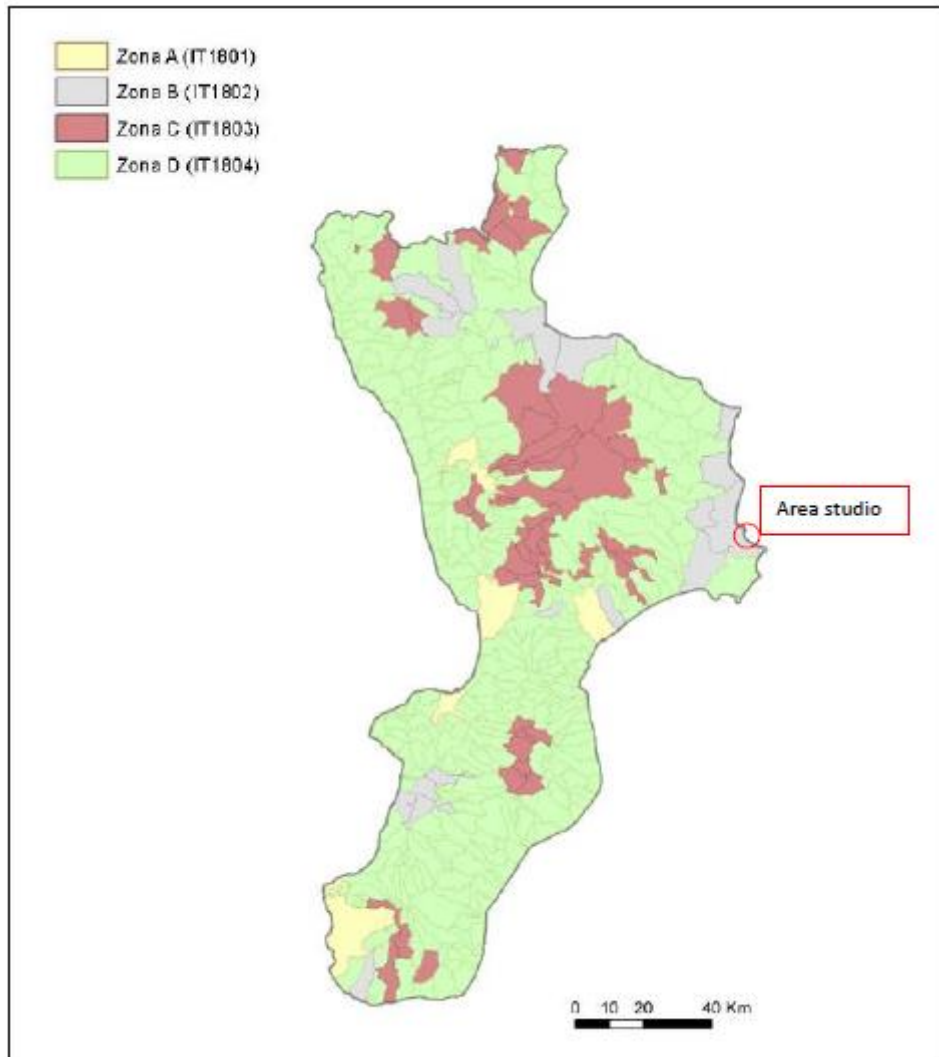 Zona A (IT1801)
Zona B (IT1802)
Zona C (IT1803)
Zona D (IT1804)
Area studio
0 10 20 40 Km